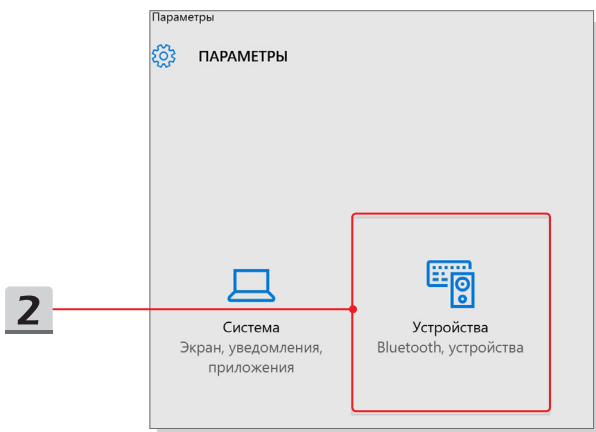 Параметры
ПАРАМЕТРЫ
2
Система
Экран, уведомления,
приложения
Устройства
Bluetooth, устройства